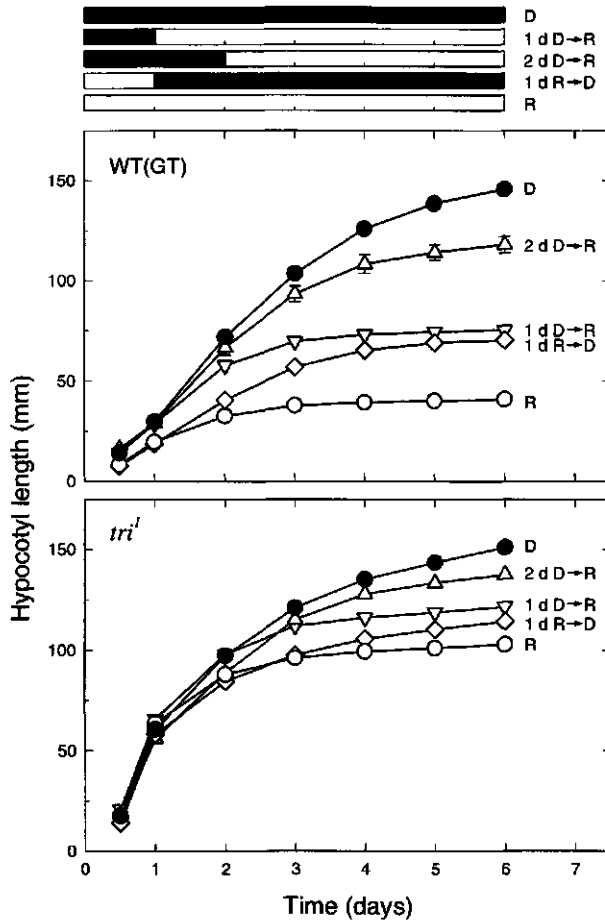 D
1 d D→R
2 d D→R
1 d R→D
R
WT(GT)
150
100
50
0
D
2 d D→R
1 d D→R
1 d R→D
R
Hypocotyl length (mm)
tri¹
150
100
50
0
D
2 d D→R
1 d D→R
1 d R→D
R
0 1 2 3 4 5 6 7
Time (days)